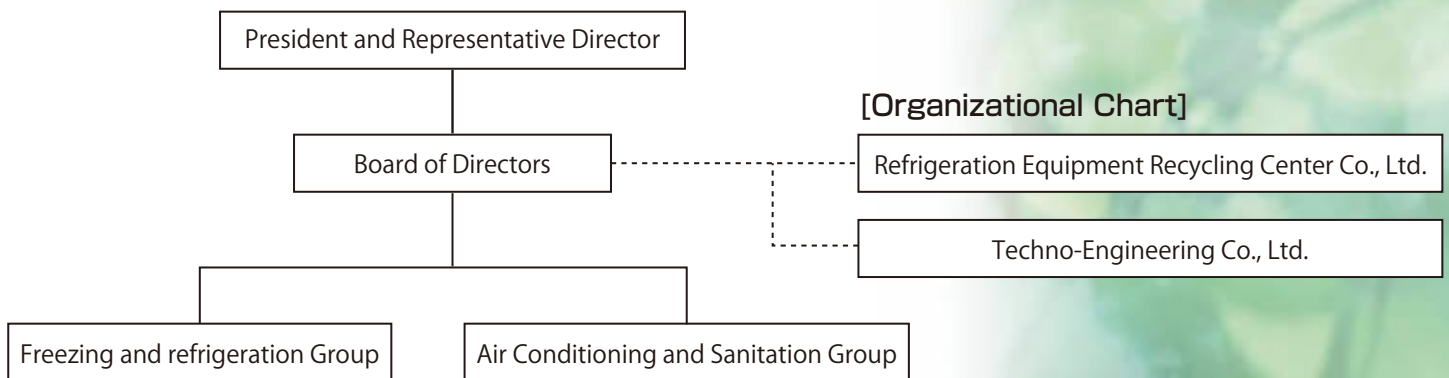 President and Representative Director
[Organizational Chart]
Board of Directors
Refrigeration Equipment Recycling Center Co., Ltd.
Techno-Engineering Co., Ltd.
Freezing and refrigeration Group
Air Conditioning and Sanitation Group